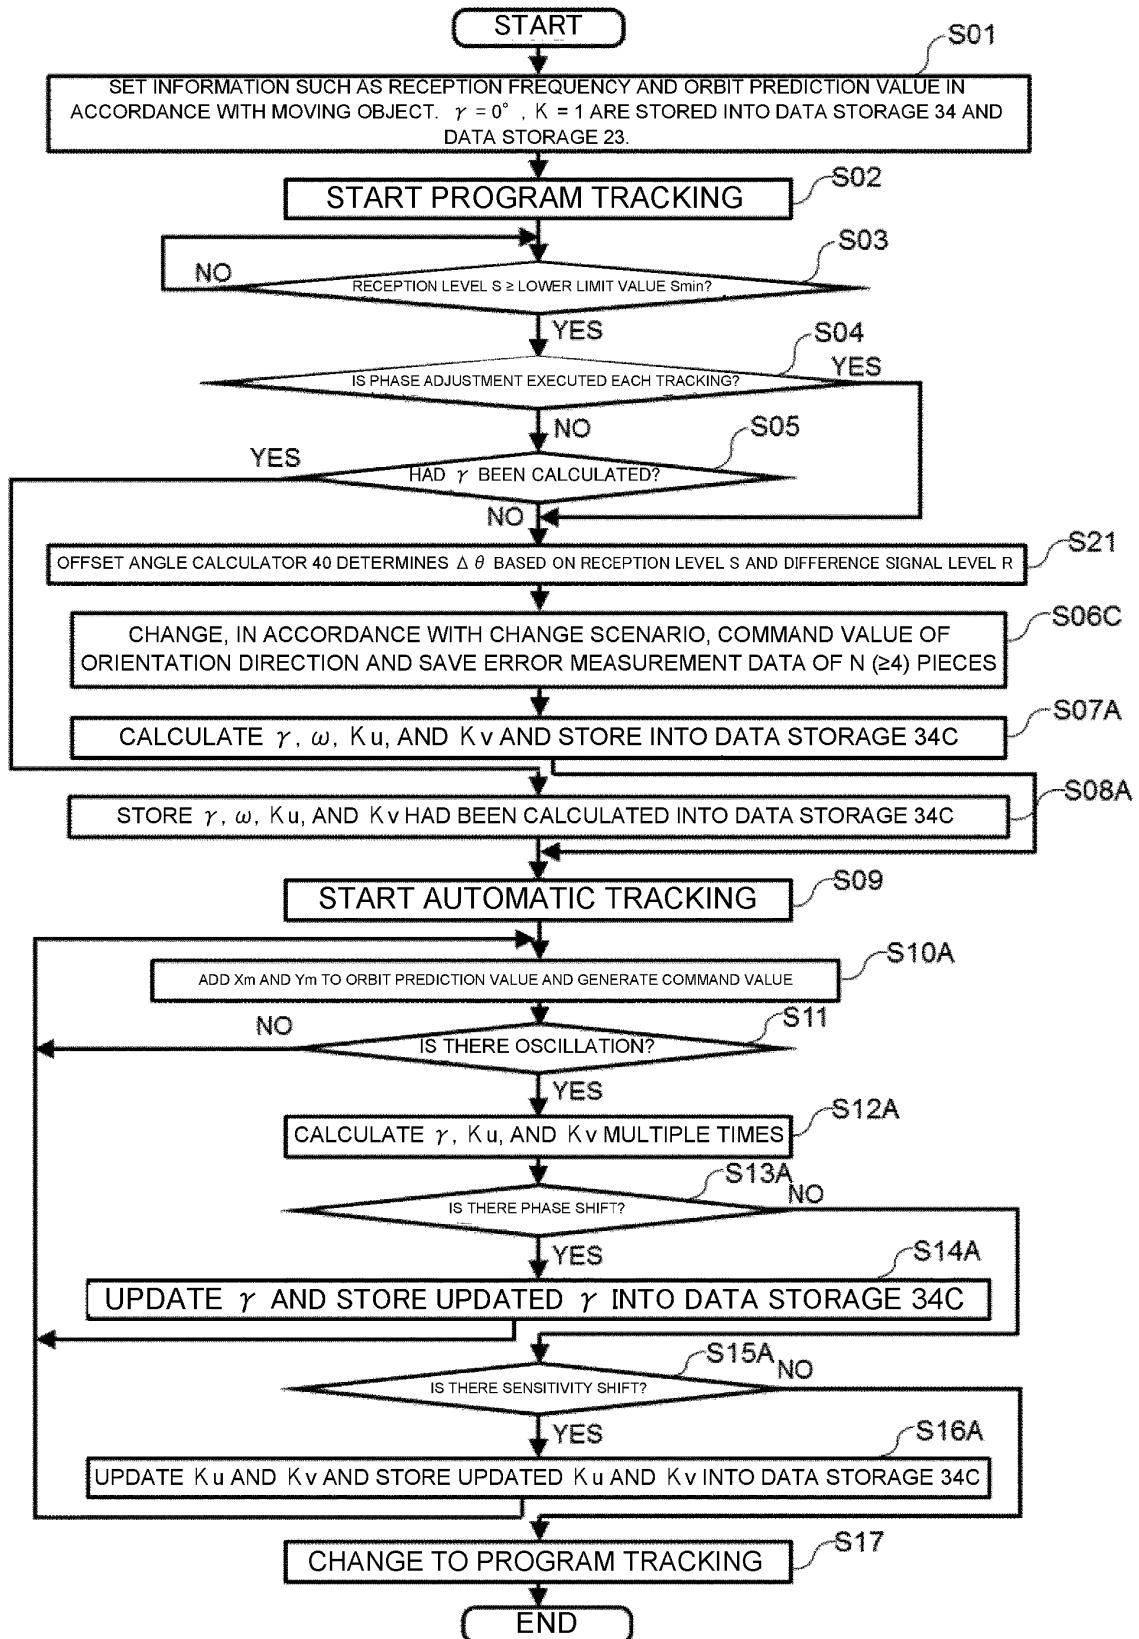 START
S01
SET INFORMATION SUCH AS RECEPTION FREQUENCY AND ORBIT PREDICTION VALUE IN
ACCORDANCE WITH MOVING OBJECT. γ=0°, K=1 ARE STORED INTO DATA STORAGE 34 AND
DATA STORAGE 23.
S02
START PROGRAM TRACKING
S03
NO
RECEPTION LEVEL S ≥ LOWER LIMIT VALUE Smin?
YES
S04
YES
IS PHASE ADJUSTMENT EXECUTED EACH TRACKING?
NO
S05
YES
HAD γ BEEN CALCULATED?
NO
S21
OFFSET ANGLE CALCULATOR 40 DETERMINES Δθ BASED ON RECEPTION LEVEL S AND DIFFERENCE SIGNAL LEVEL R
S06C
CHANGE, IN ACCORDANCE WITH CHANGE SCENARIO, COMMAND VALUE OF
ORIENTATION DIRECTION AND SAVE ERROR MEASUREMENT DATA OF N (≥4) PIECES
S07A
CALCULATE γ, ω, Ku, AND Kv AND STORE INTO DATA STORAGE 34C
S08A
STORE γ, ω, Ku, AND Kv HAD BEEN CALCULATED INTO DATA STORAGE 34C
S09
START AUTOMATIC TRACKING
S10A
ADD Xm AND Ym TO ORBIT PREDICTION VALUE AND GENERATE COMMAND VALUE
S11
NO
IS THERE OSCILLATION?
YES
S12A
CALCULATE γ, Ku, AND Kv MULTIPLE TIMES
S13A
NO
IS THERE PHASE SHIFT?
YES
S14A
UPDATE γ AND STORE UPDATED γ INTO DATA STORAGE 34C
S15A
NO
IS THERE SENSITIVITY SHIFT?
YES
S16A
UPDATE Ku AND Kv AND STORE UPDATED Ku AND Kv INTO DATA STORAGE 34C
S17
CHANGE TO PROGRAM TRACKING
END